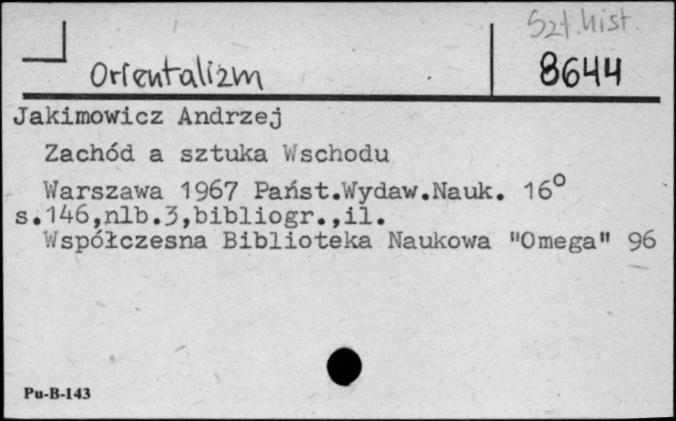 Szt. hist.
Orientalizm
8644
Jakimowicz Andrzej
Zachód a sztuka Wschodu
Warszawa 1967 Państ.Wydaw.Nauk. 16°
s.146,nlb.3,bibliogr.,il.
Współczesna Biblioteka Naukowa "Omega" 96
Pu-B-143